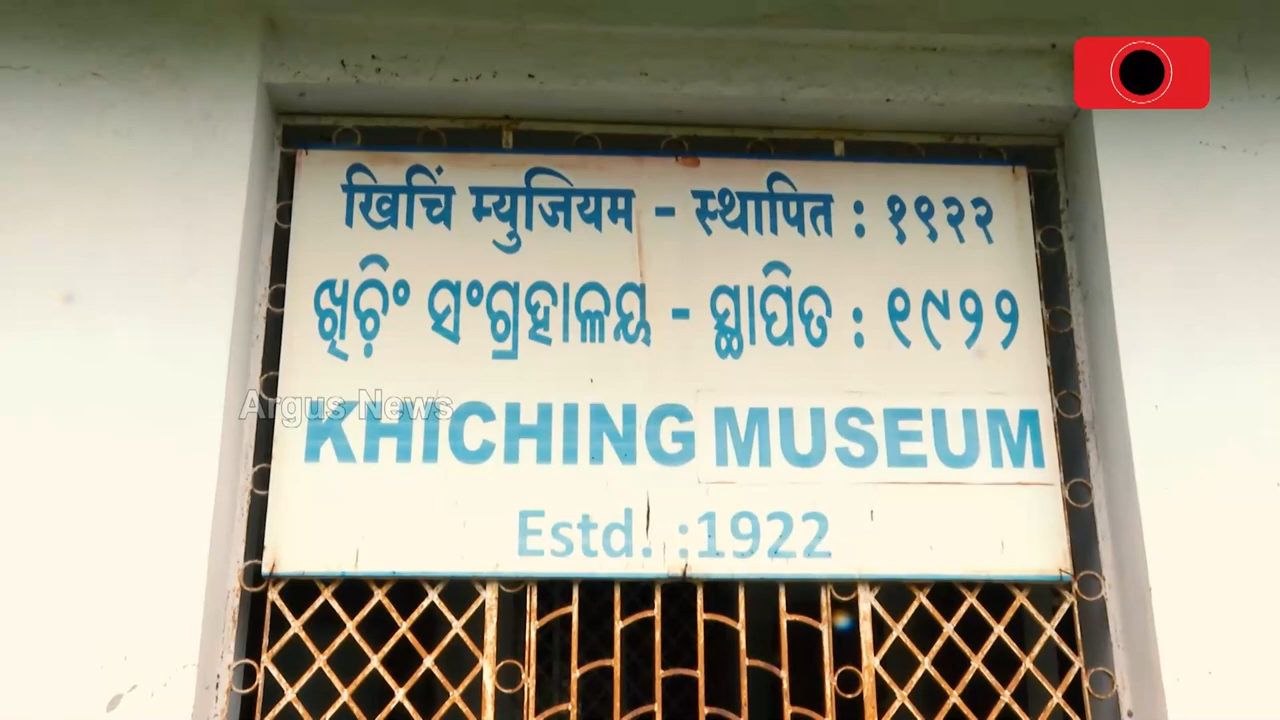 खिचिं म्युजियम - स्थापित : १९२२
ଖିଚ଼ିଂ ସଂଗ୍ରହାଳୟ - ସ୍ଥାପିତ : ୧୯୨୨
Argus News
KHICHING MUSEUM
Estd. :1922